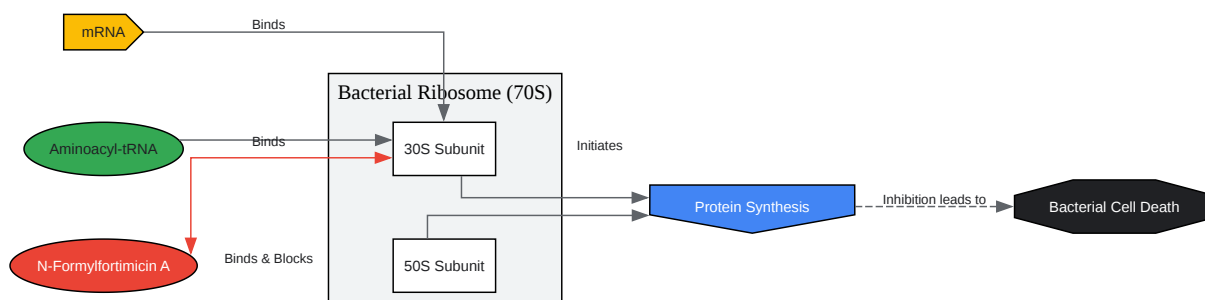 mRNA
Binds
Bacterial Ribosome (70S)
Aminoacyl-tRNA
Binds
30S Subunit
Initiates
Protein Synthesis
Inhibition leads to
Bacterial Cell Death
N-Formylfortimicin A
Binds & Blocks
50S Subunit